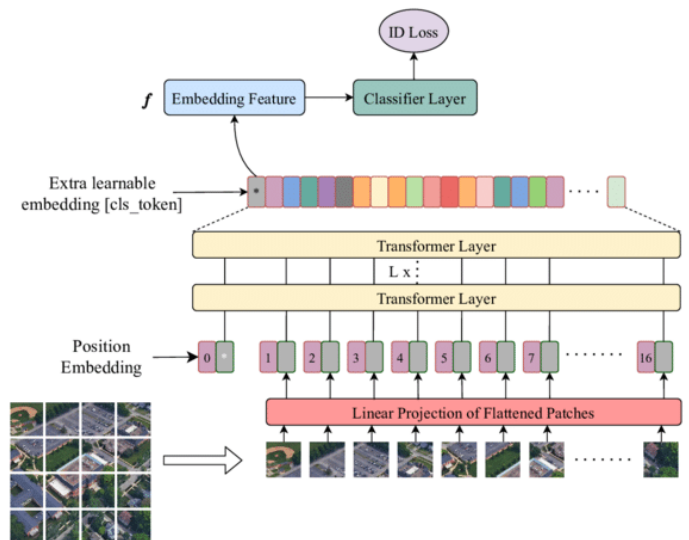 ID Loss
f
Embedding Feature
Classifier Layer
*
Extra learnable
embedding [cls_token]
Transformer Layer
L x
Transformer Layer
Position
Embedding
0 * 1 2 3 4 5 6 7 16
Linear Projection of Flattened Patches